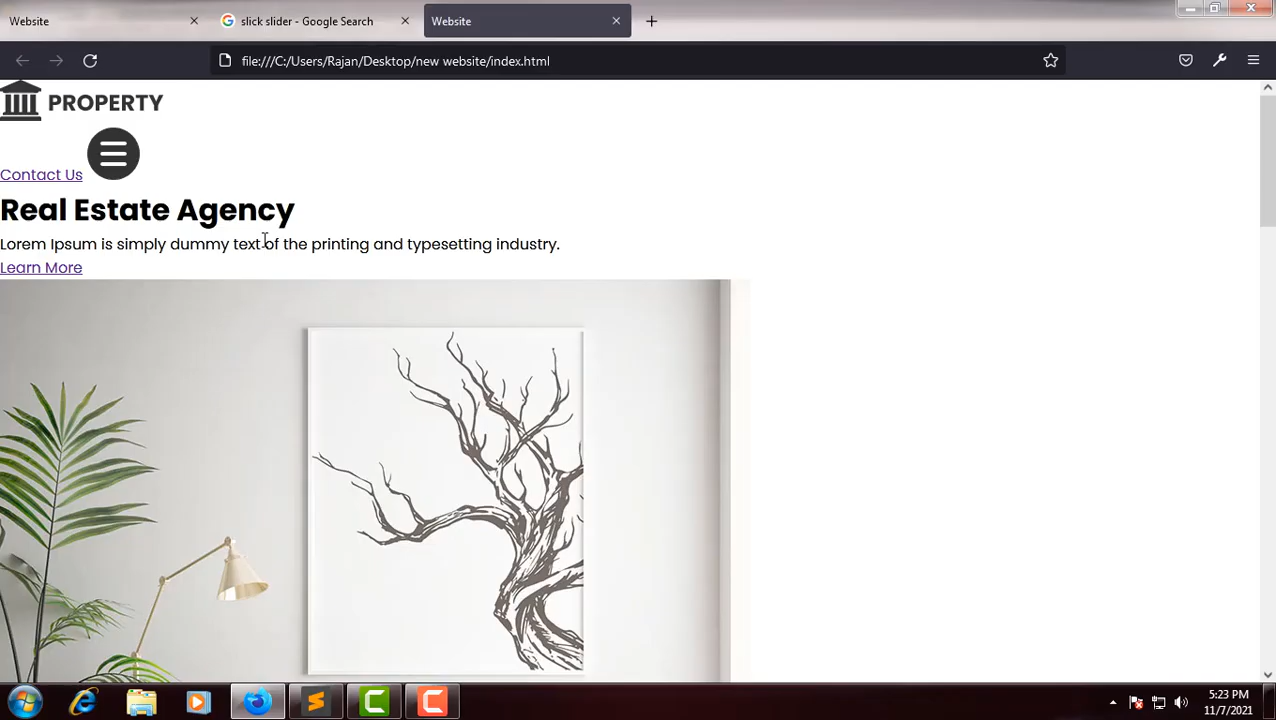 Website
slick slider - Google Search
Website
file:///C:/Users/Rajan/Desktop/new website/index.html
PROPERTY
Contact Us
Real Estate Agency
Lorem Ipsum is simply dummy text of the printing and typesetting industry.
Learn More
5:23 PM
11/7/2021